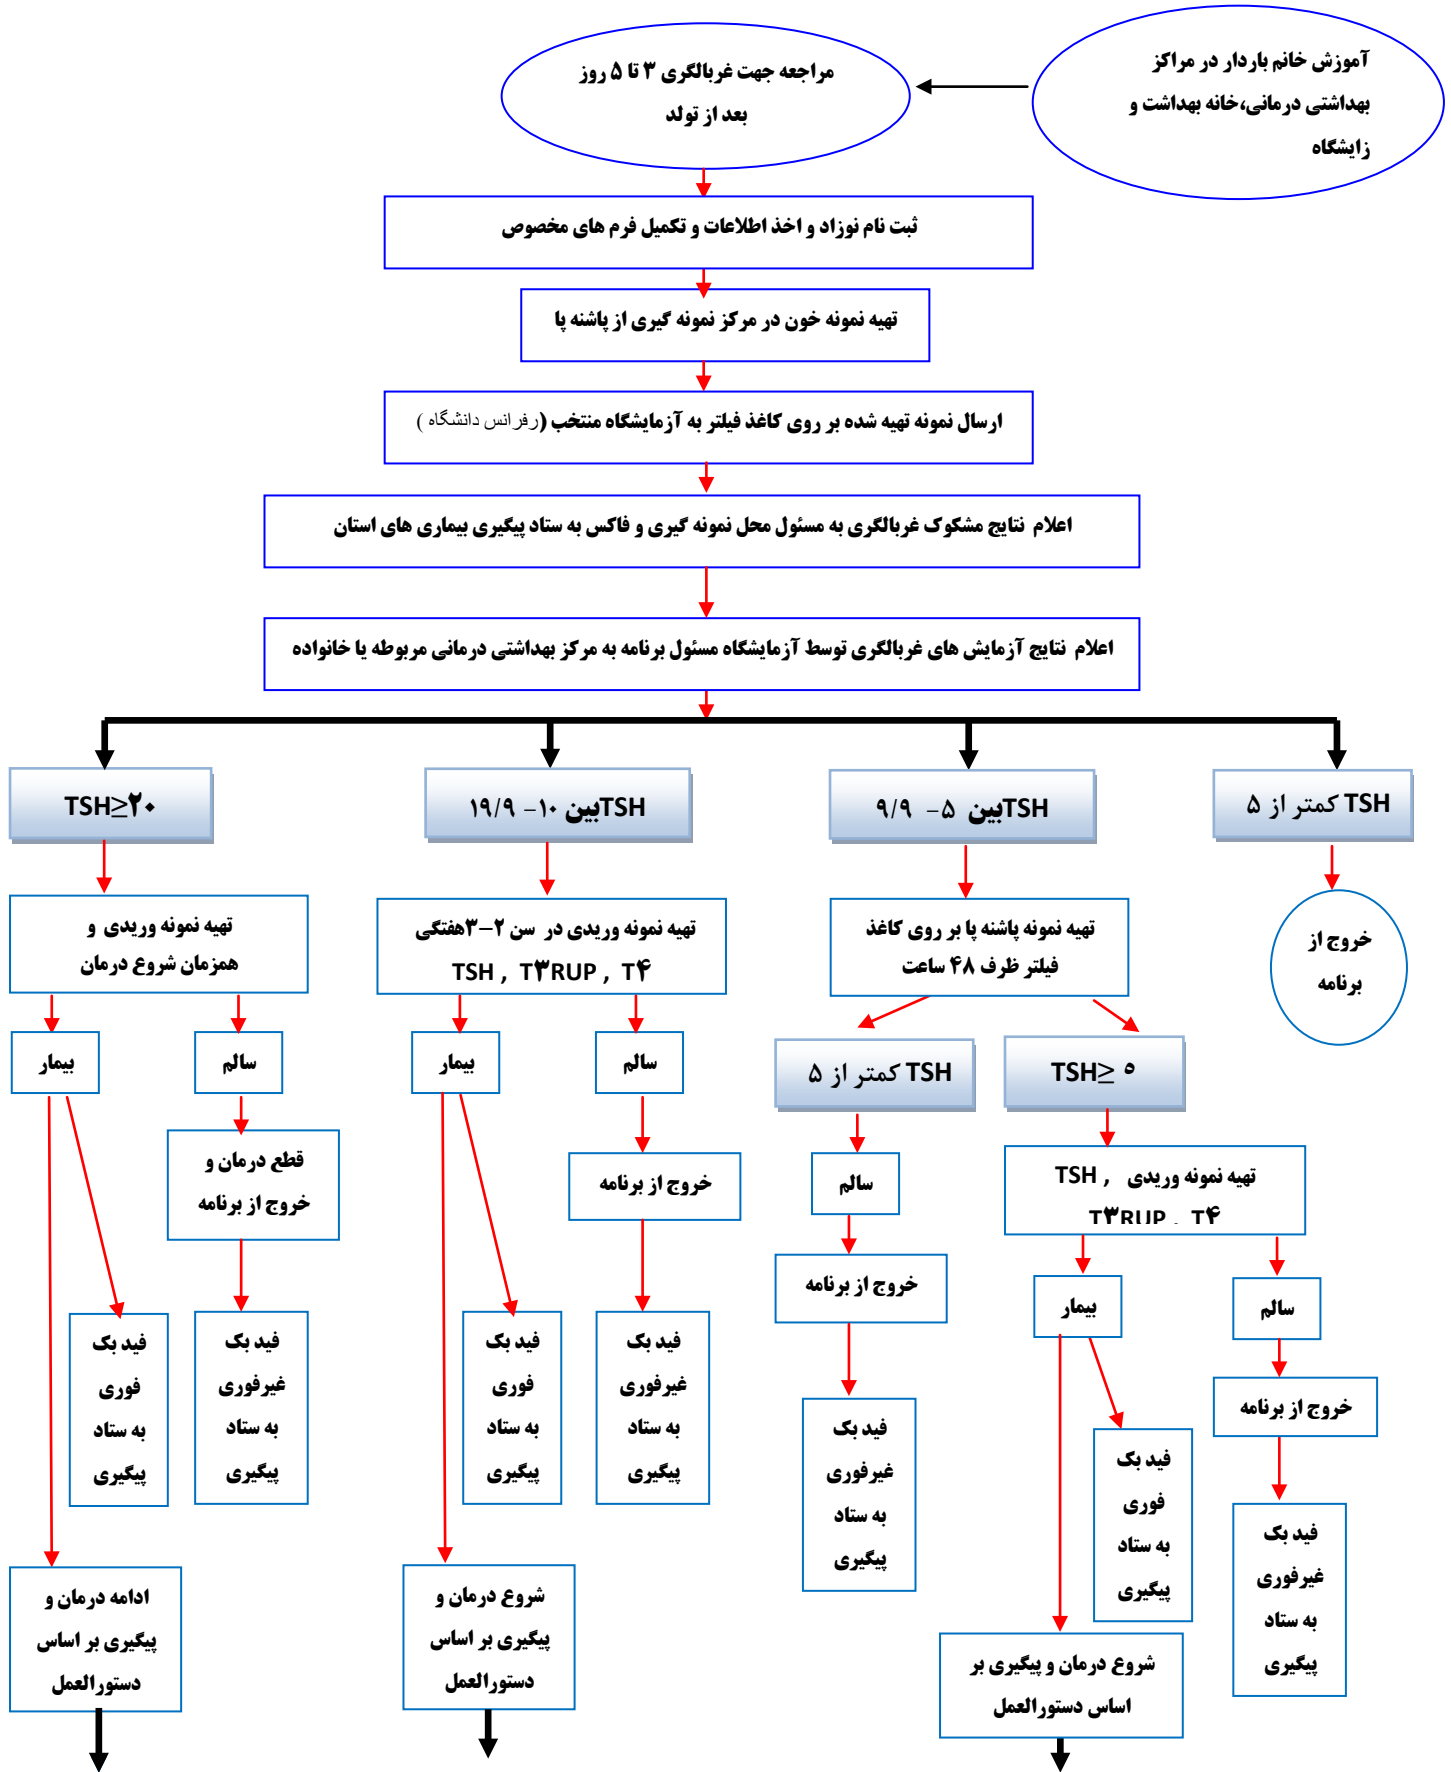 آموزش خانم باردار در مراکز
بهداشتی درمانی،خانه بهداشت و
زایشگاه
مراجعه جهت غربالگری ۳ تا ۵ روز
بعد از تولد
ثبت نام نوزاد و اخذ اطلاعات و تکمیل فرم های مخصوص
تهیه نمونه خون در مرکز نمونه گیری از پاشنه پا
ارسال نمونه تهیه شده بر روی کاغذ فیلتر به آزمایشگاه منتخب (رفرانس دانشگاه )
اعلام نتایج مشکوک غربالگری به مسئول محل نمونه گیری و فاکس به ستاد پیگیری بیماری های استان
اعلام نتایج آزمایش های غربالگری توسط آزمایشگاه مسئول برنامه به مرکز بهداشتی درمانی مربوطه یا خانواده
TSH کمتر از ۵
TSHبین ۵- ۹/۹
TSHبین ۱۰- ۱۹/۹
TSH≥۲۰
خروج از
برنامه
تهیه نمونه پاشنه پا بر روی کاغذ
فیلتر ظرف ۴۸ ساعت
تهیه نمونه وریدی در سن ۲-۳هفتگی
TSH , T۳RUP , T۴
تهیه نمونه وریدی و
همزمان شروع درمان
TSH≥ ٥
TSH کمتر از ۵
سالم
بیمار
سالم
بیمار
تهیه نمونه وریدی TSH ,
T۳RUP , T۴
سالم
خروج از برنامه
قطع درمان و
خروج از برنامه
سالم
بیمار
خروج از برنامه
خروج از برنامه
فید بک
غیرفوری
به ستاد
پیگیری
فید بک
فوری
به ستاد
پیگیری
فید بک
غیرفوری
به ستاد
پیگیری
فید بک
غیرفوری
به ستاد
پیگیری
فید بک
فوری
به ستاد
پیگیری
فید بک
غیرفوری
به ستاد
پیگیری
فید بک
فوری
به ستاد
پیگیری
شروع درمان و پیگیری بر
اساس دستورالعمل
شروع درمان و
پیگیری بر اساس
دستورالعمل
ادامه درمان و
پیگیری بر اساس
دستورالعمل